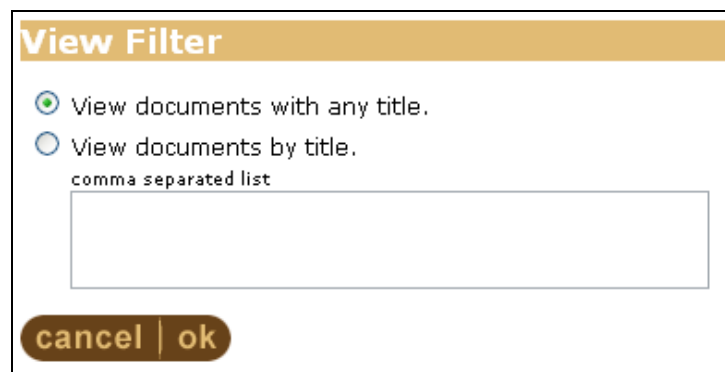 View Filter
View documents with any title.
View documents by title.
comma separated list
cancel | ok